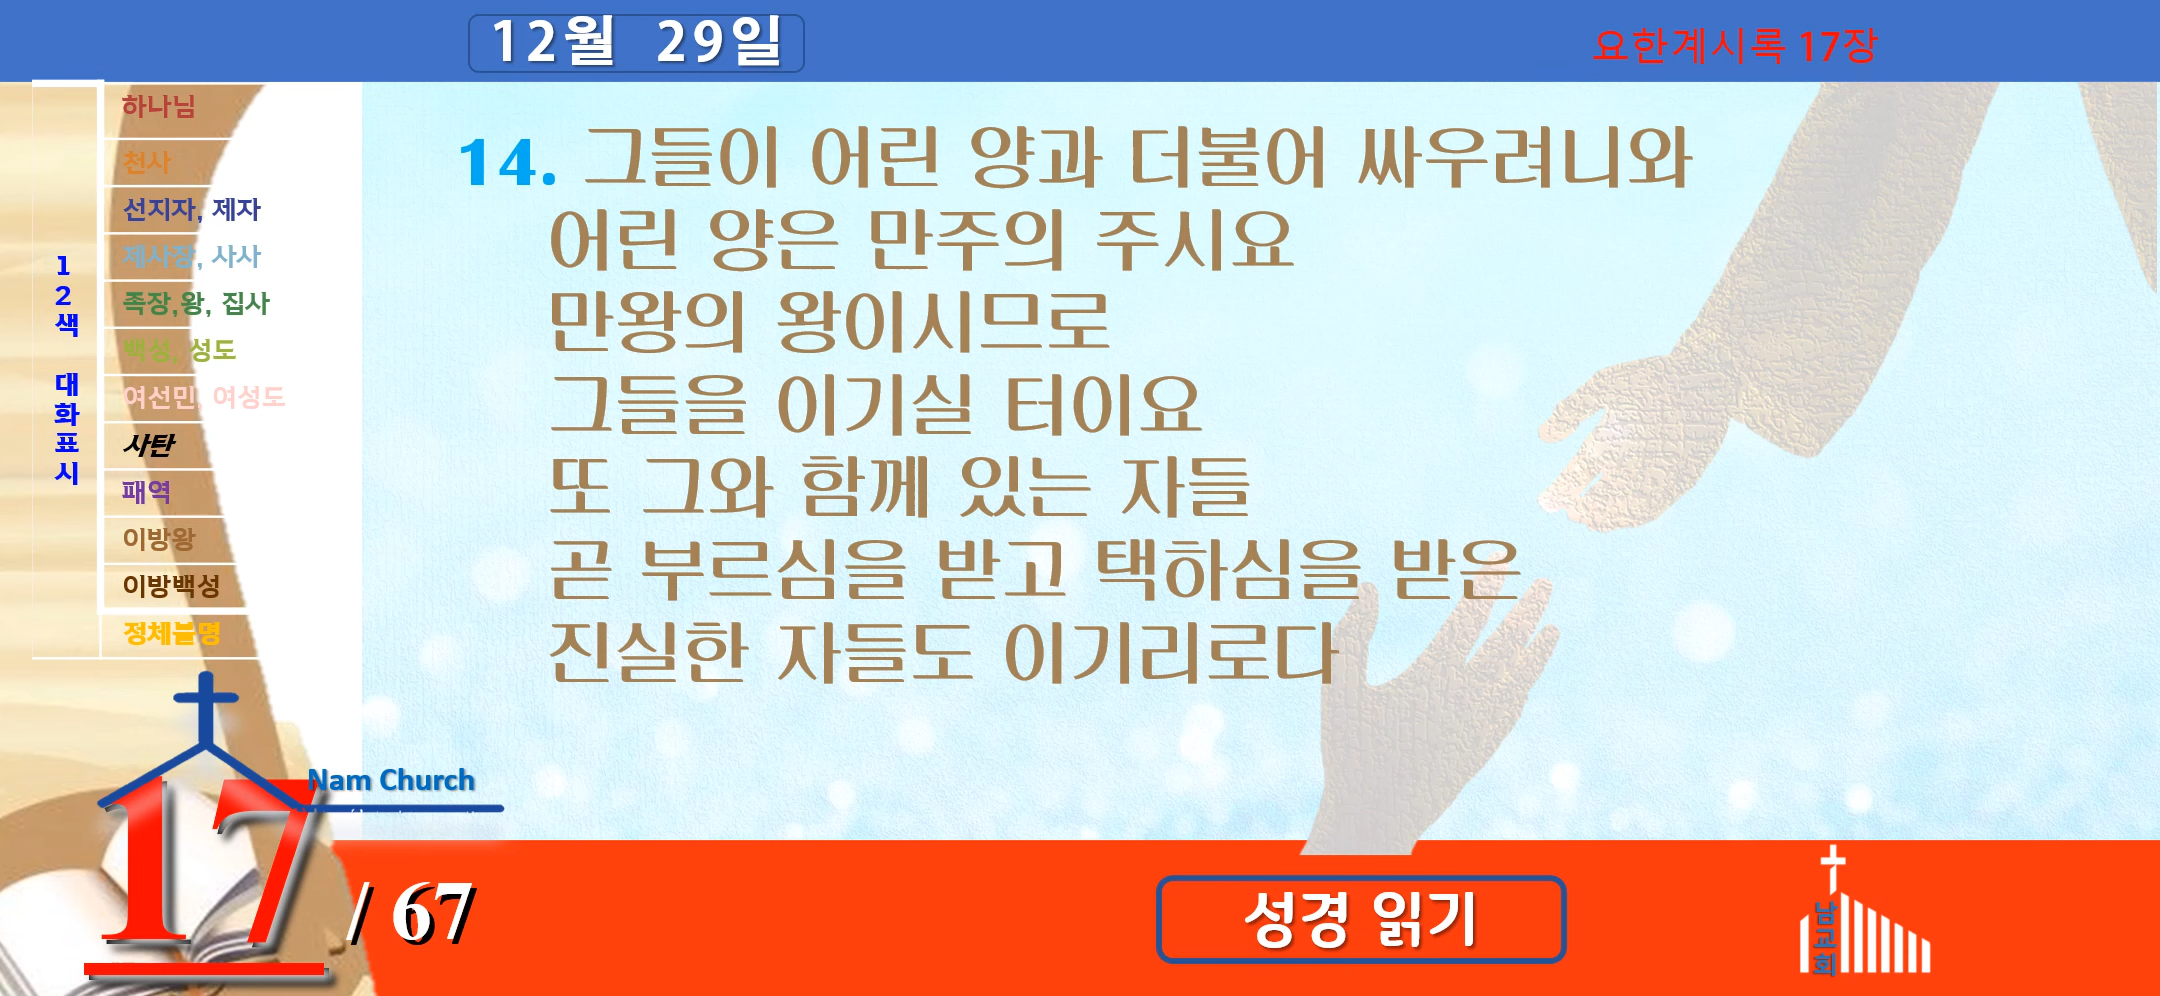 12월 29일
요한계시록 17장
12색 대화표시
하나님
천사
선지자, 제자
제사장, 사사
족장,왕, 집사
백성, 성도
여선민, 여성도
사탄
패역
이방왕
이방백성
정체불명
14. 그들이 어린 양과 더불어 싸우려니와
어린 양은 만주의 주시요
만왕의 왕이시므로
그들을 이기실 터이요
또 그와 함께 있는 자들
곧 부르심을 받고 택하심을 받은
진실한 자들도 이기리로다
Nam Church
17 / 67
성경 읽기
남교회